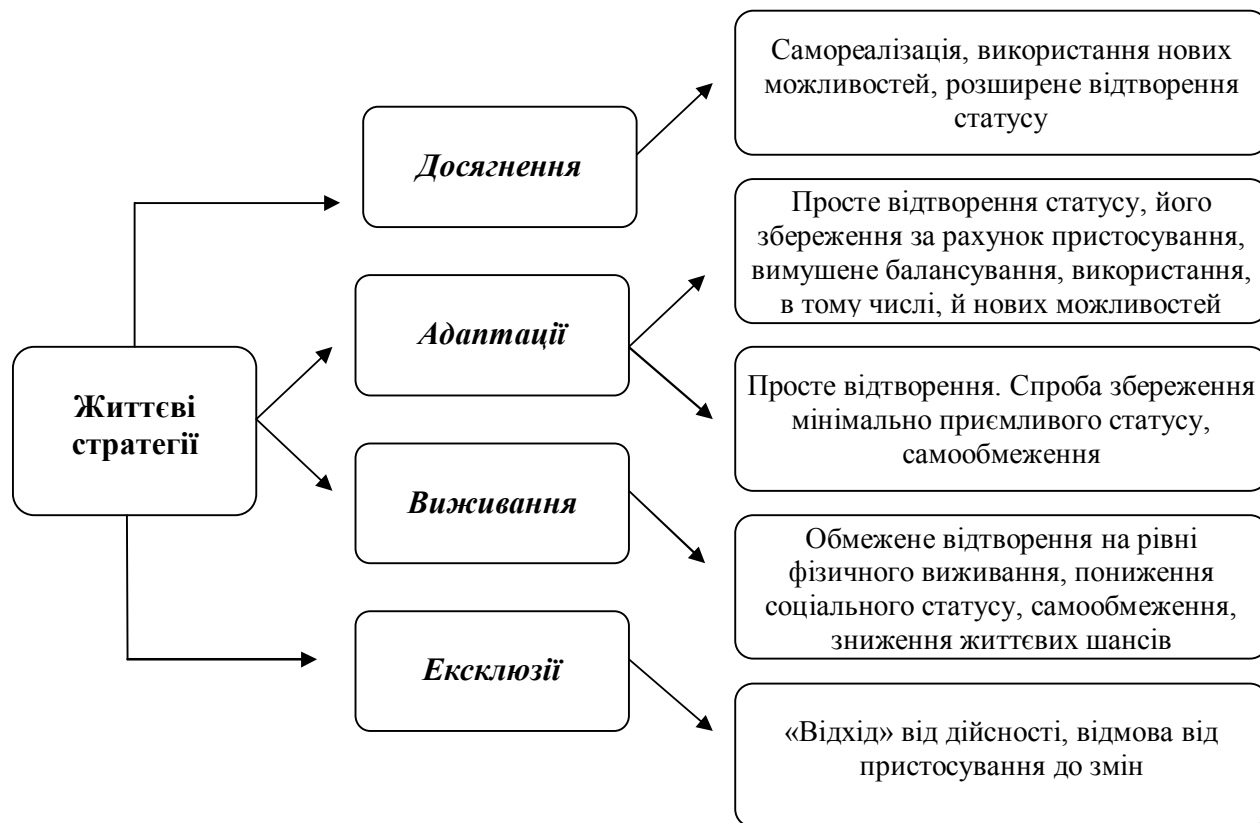 Життєві
стратегії
Досягнення
Адаптації
Виживання
Ексклюзії
Самореалізація, використання нових
можливостей, розширене відтворення
статусу
Просте відтворення статусу, його
збереження за рахунок пристосування,
вимушене балансування, використання,
в тому числі, й нових можливостей
Просте відтворення. Спроба збереження
мінімально приємливого статусу,
самообмеження
Обмежене відтворення на рівні
фізичного виживання, пониження
соціального статусу, самообмеження,
зниження життєвих шансів
«Відхід» від дійсності, відмова від
пристосування до змін